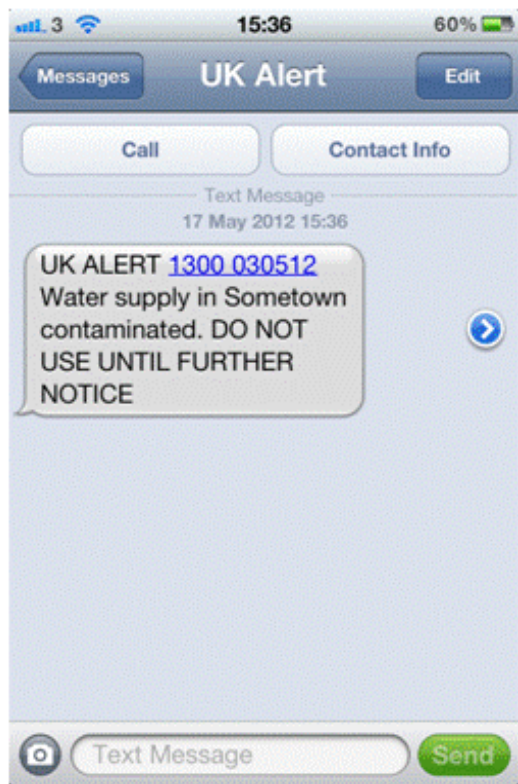 3 15:36 60%
Messages UK Alert Edit
Call Contact Info
Text Message
17 May 2012 15:36
UK ALERT 1300 030512
Water supply in Sometown
contaminated. DO NOT
USE UNTIL FURTHER
NOTICE
Text Message Send